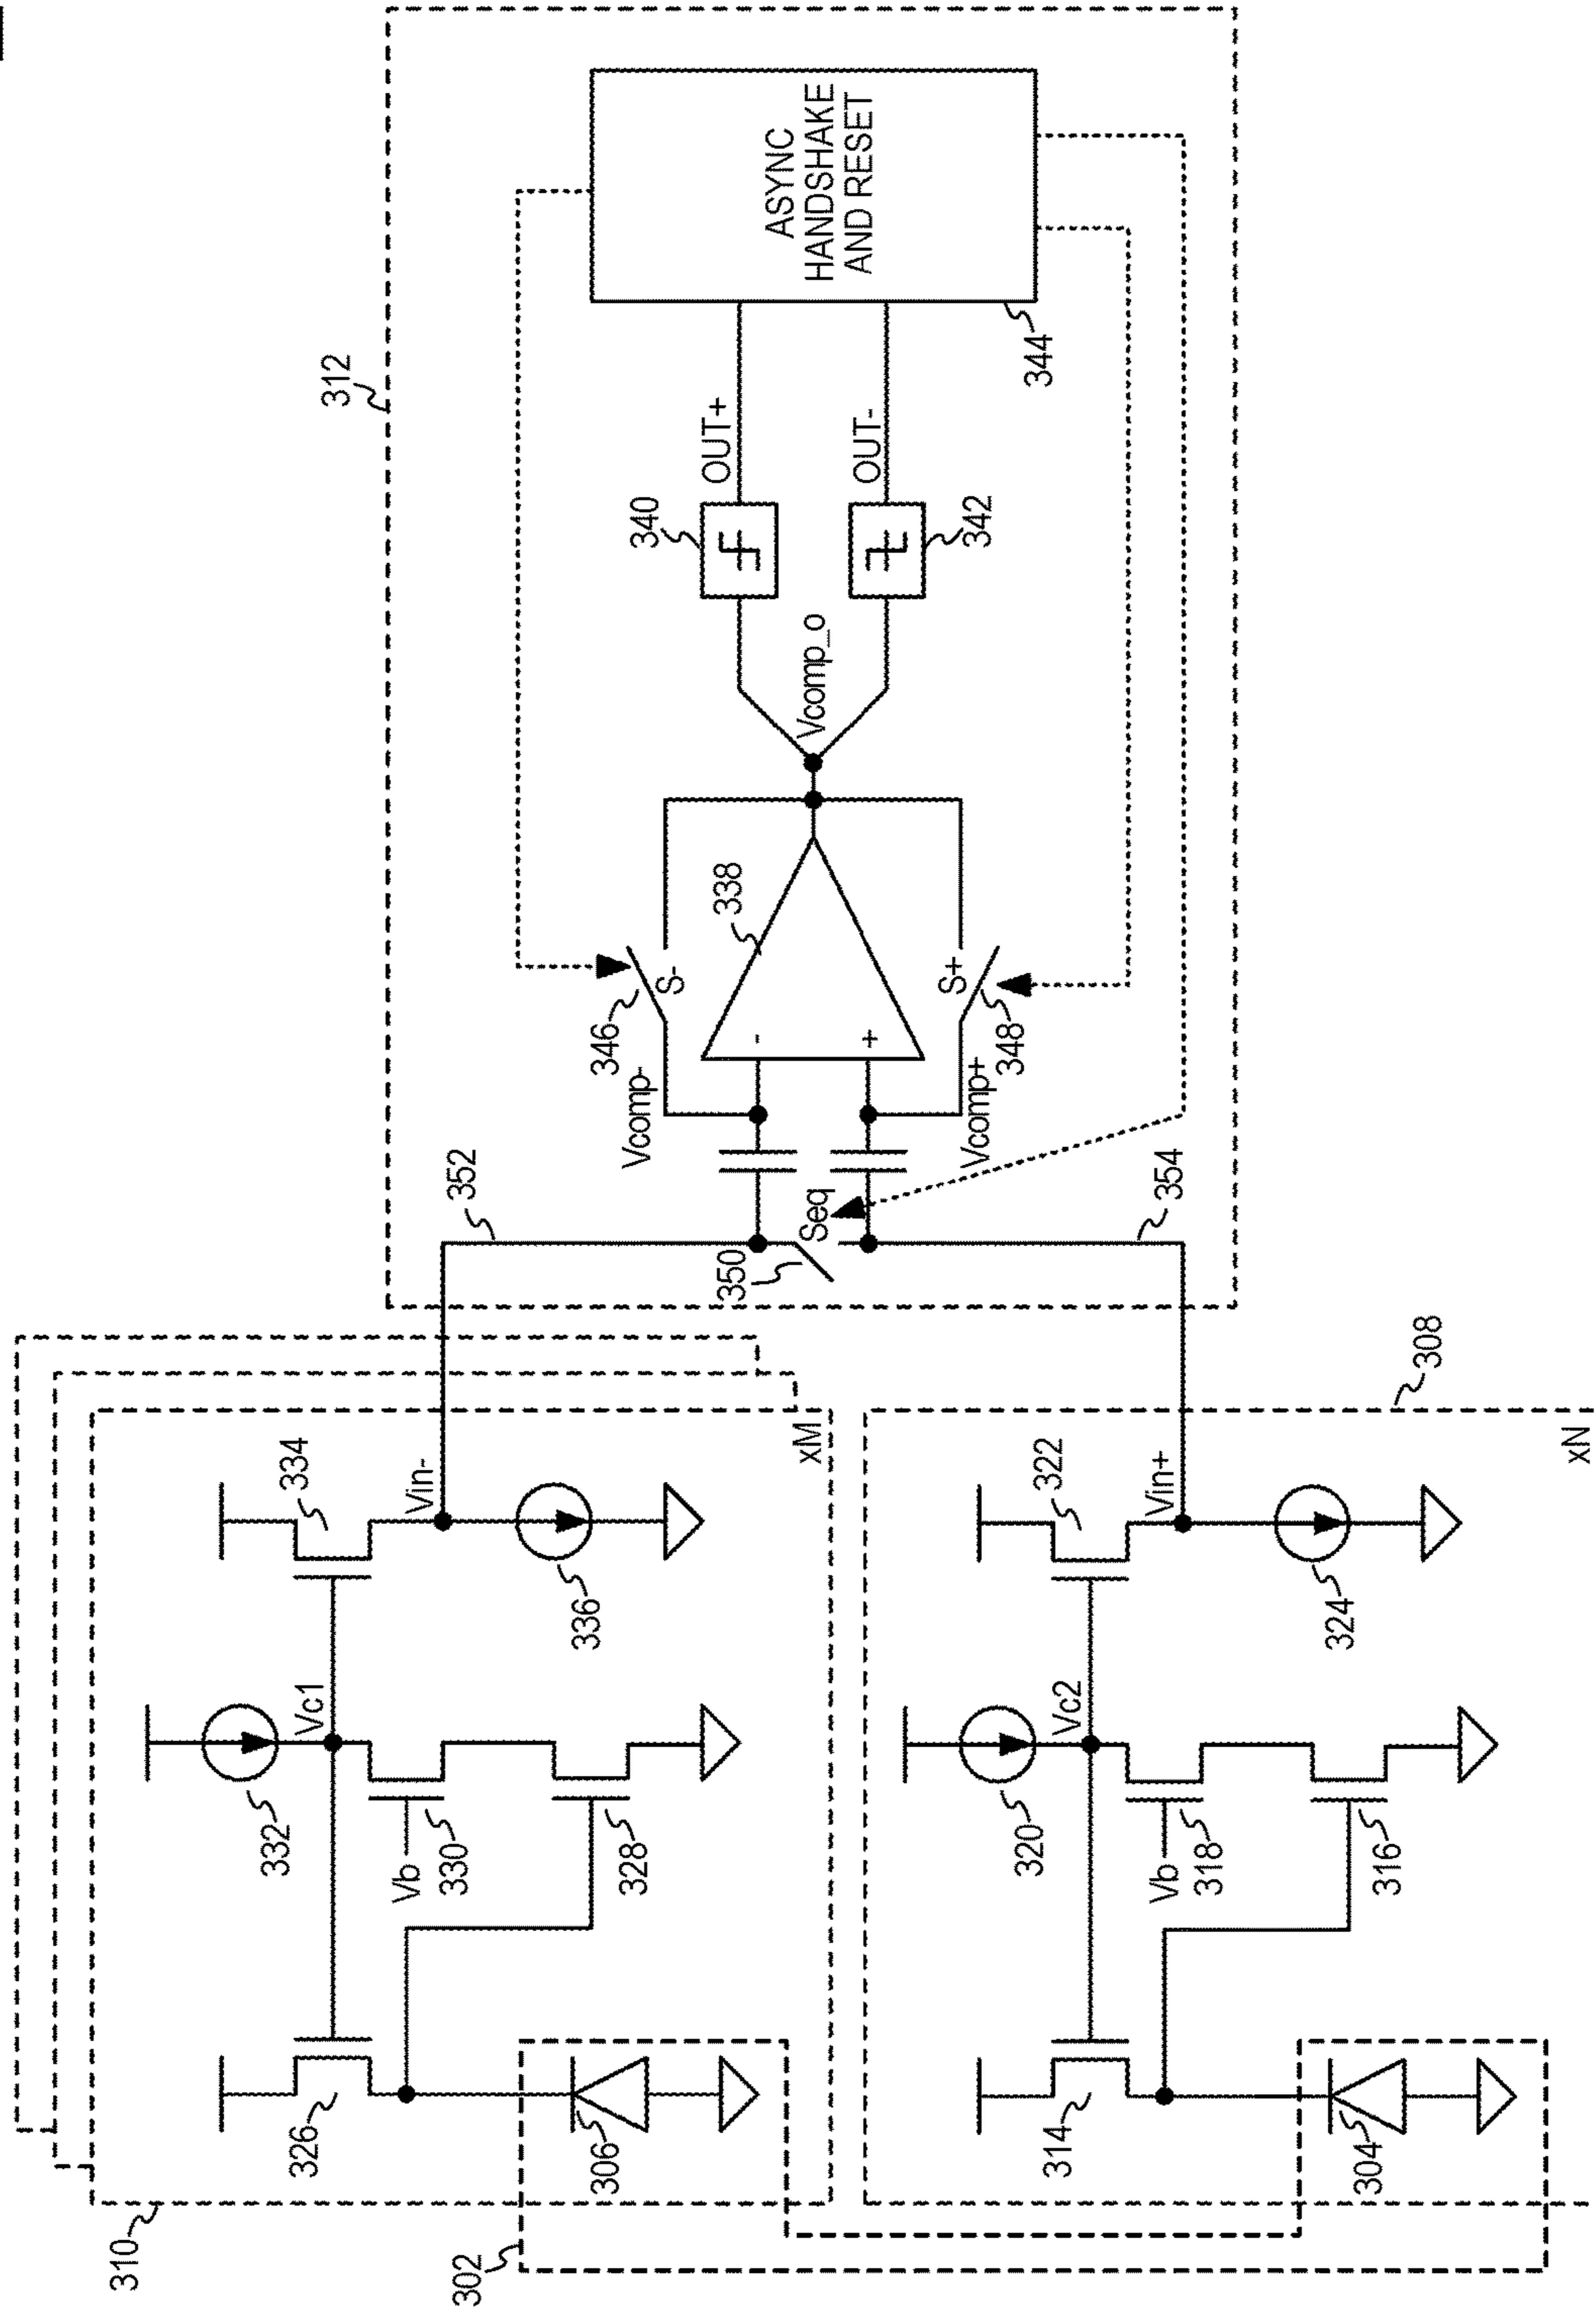 312
ASYNC
HANDSHAKE
AND RESET
344
OUT+
OUT-
340
342
Vcomp_o
338
346
S-
S+
348
-
+
Vcomp-
Vcomp+
352
354
Seq
350
308
xM
xN
334
Vin-
336
322
Vin+
324
332
Vc1
Vb
330
328
320
Vc2
Vb
318
316
326
306
314
304
310
302